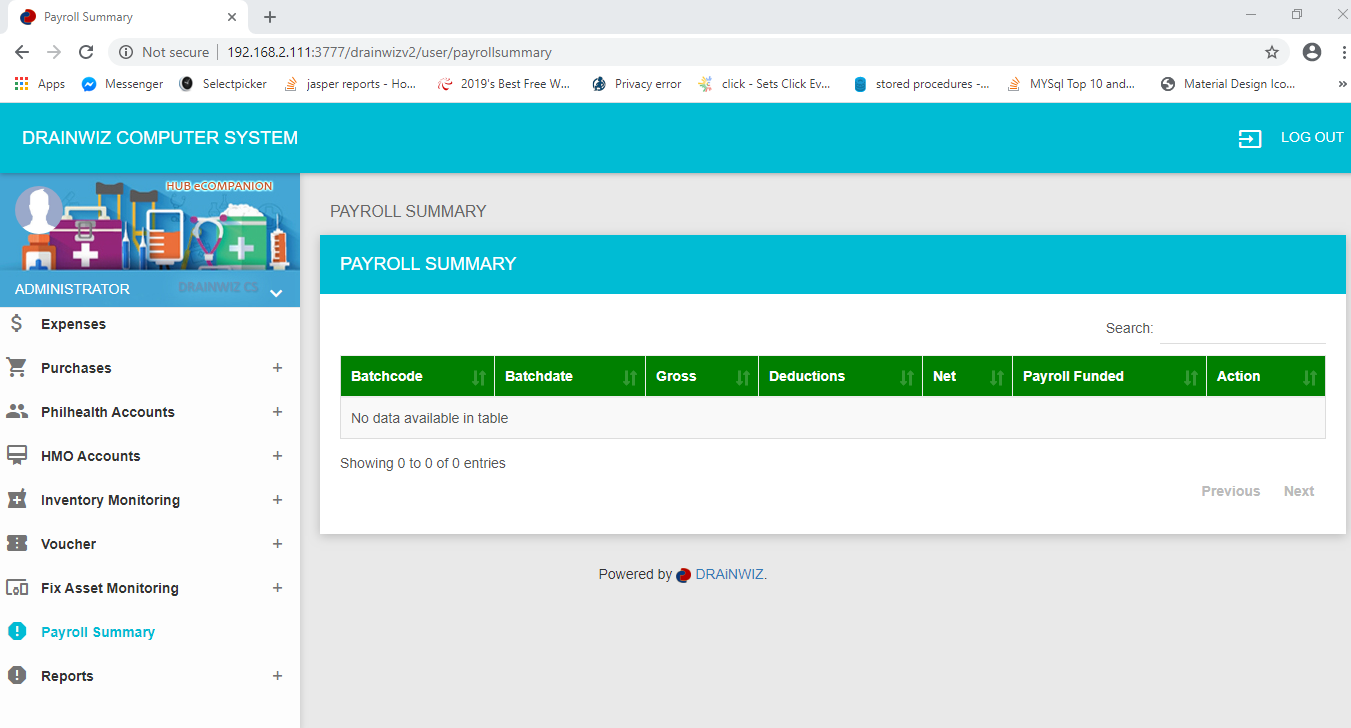 Payroll Summary
Not secure 192.168.2.111:3777/drainwizv2/user/payrollsummary
Apps Messenger Selectpicker jasper reports - Ho... 2019's Best Free W... Privacy error click - Sets Click Ev... stored procedures -... MYSql Top 10 and... Material Design Ico... »
DRAINWIZ COMPUTER SYSTEM LOG OUT
HUB eCOMPANION
ADMINISTRATOR DRAINWIZ CS
Expenses
Purchases +
Philhealth Accounts +
HMO Accounts +
Inventory Monitoring +
Voucher +
Fix Asset Monitoring +
Payroll Summary
Reports +
PAYROLL SUMMARY
PAYROLL SUMMARY
Search:
Batchcode Batchdate Gross Deductions Net Payroll Funded Action
No data available in table
Showing 0 to 0 of 0 entries
Previous Next
Powered by DRAiNWIZ.